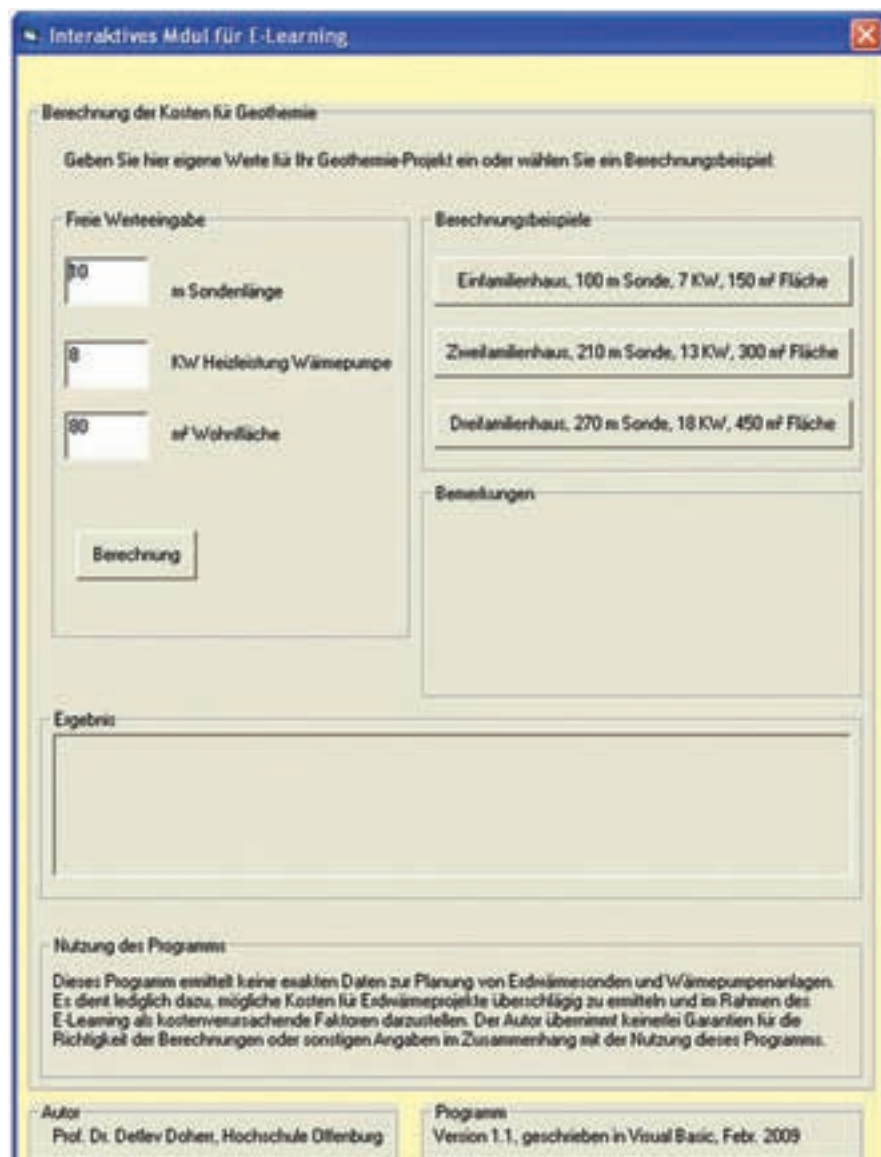 Interaktives Mdul für E-Learning
Berechnung der Kosten für Geothermie
Geben Sie hier eigene Werte für Ihr Geothermie-Projekt ein oder wählen Sie ein Berechnungsbeispiel
Freie Werteeingabe
10
m Sondenlänge
8
KW Heizleistung Wärmepumpe
80
m² Wohnfläche
Berechnung
Berechnungsbeispiele
Einfamilienhaus, 100 m Sonde, 7 KW, 150 m² Fläche
Zweifamilienhaus, 210 m Sonde, 13 KW, 300 m² Fläche
Dreifamilienhaus, 270 m Sonde, 18 KW, 450 m² Fläche
Bemerkungen
Ergebnis
Nutzung des Programms
Dieses Programm ermittelt keine exakten Daten zur Planung von Erdwärmesonden und Wärmepumpenanlagen.
Es dient lediglich dazu, mögliche Kosten für Erdwärmeprojekte überschlägig zu ermitteln und im Rahmen des
E-Learning als kostenverursachende Faktoren darzustellen. Der Autor übernimmt keinerlei Garantien für die
Richtigkeit der Berechnungen oder sonstigen Angaben im Zusammenhang mit der Nutzung dieses Programms.
Autor
Prof. Dr. Detlev Doherr, Hochschule Offenburg
Programm
Version 1.1, geschrieben in Visual Basic, Febr. 2009